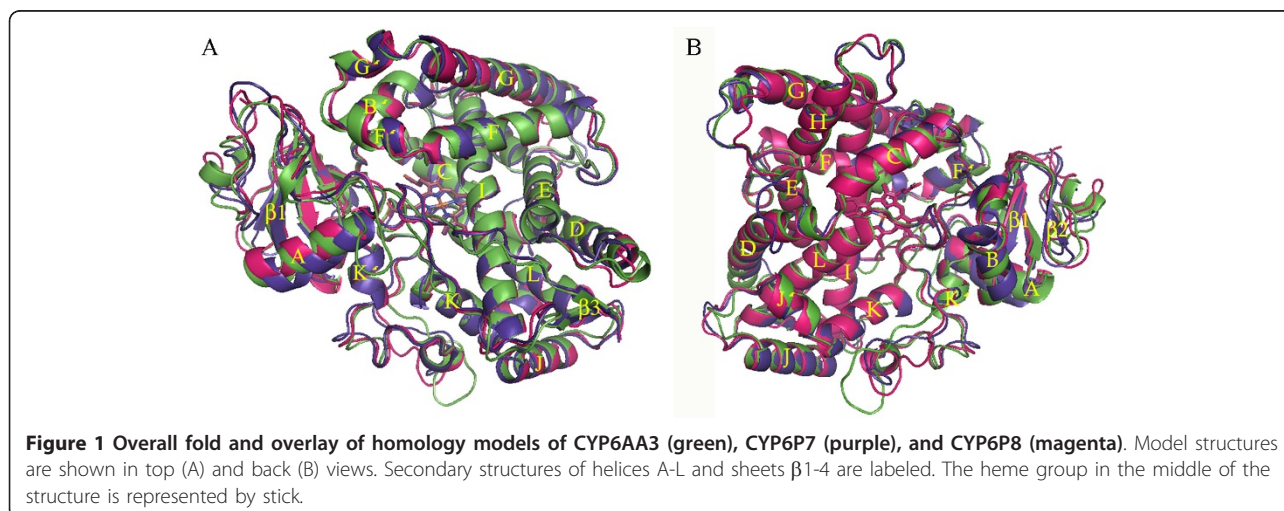 A
G´
G
B´
F´
F
C
I
E
D
β1
A
K´
L
K
β3
J
B
G
H
C
F
F´
E
β1
β2
D
B
L
I
A
K´
J´
K
J
Figure 1 Overall fold and overlay of homology models of CYP6AA3 (green), CYP6P7 (purple), and CYP6P8 (magenta). Model structures
are shown in top (A) and back (B) views. Secondary structures of helices A-L and sheets β1-4 are labeled. The heme group in the middle of the
structure is represented by stick.